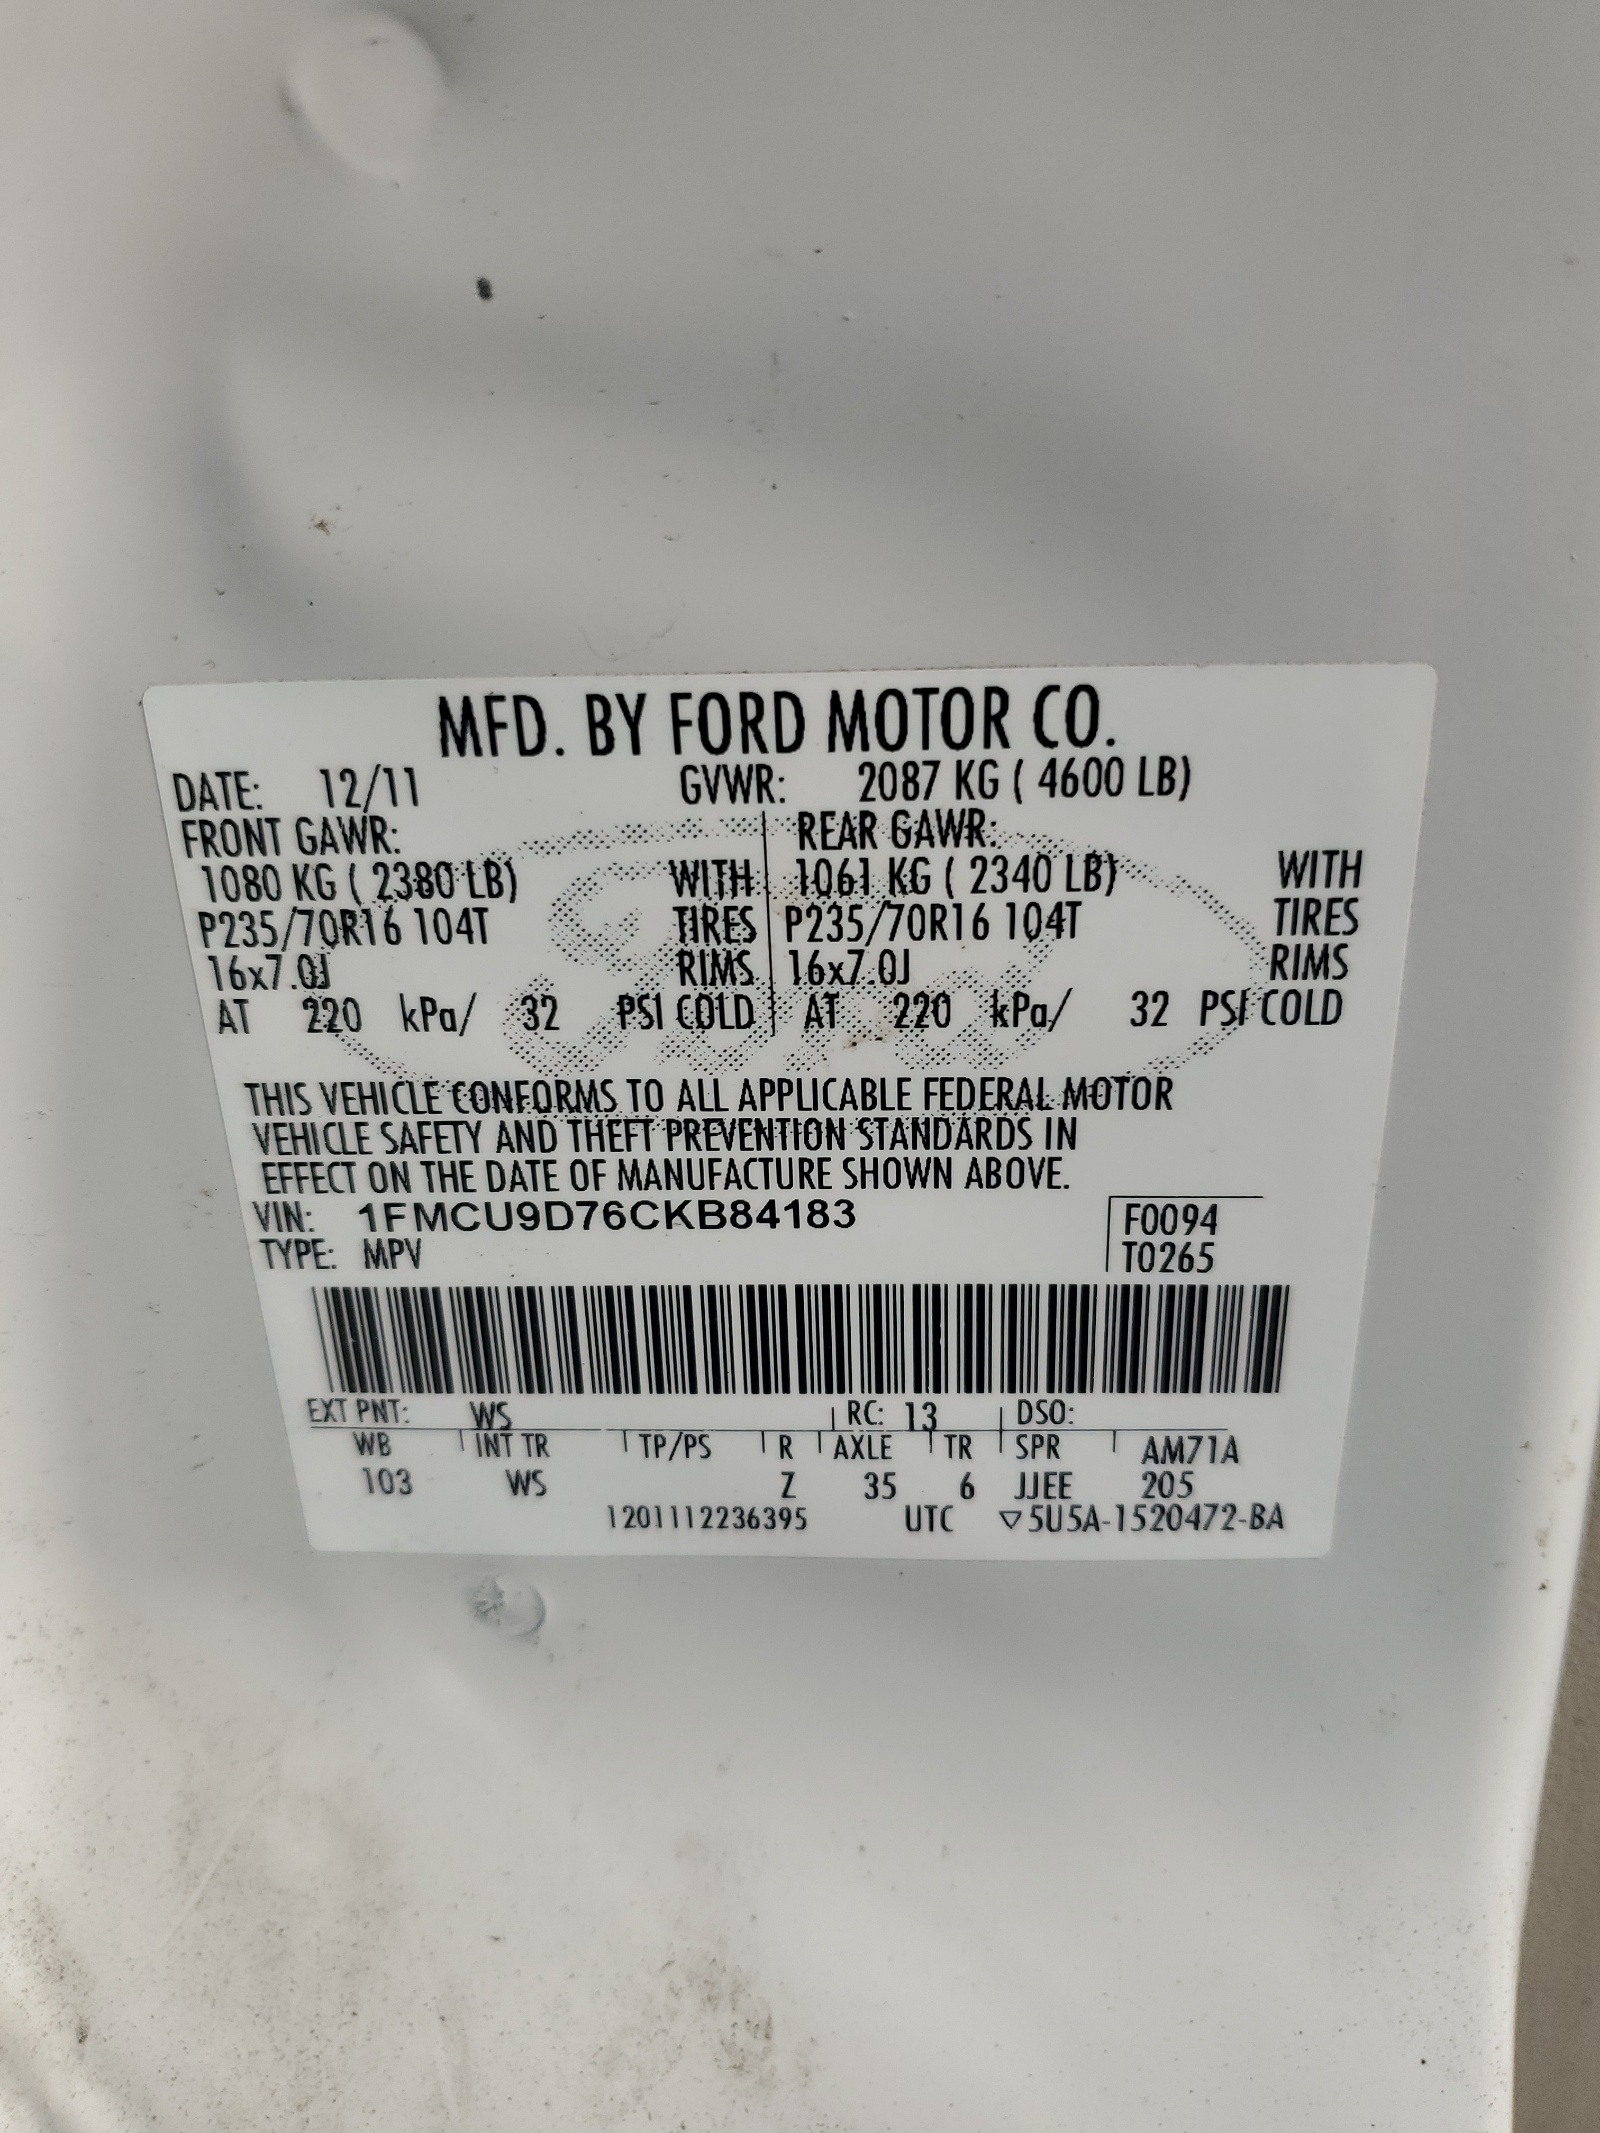 MFD. BY FORD MOTOR CO.
DATE: 12/11 GVWR: 2087 KG ( 4600 LB)
FRONT GAWR: REAR GAWR:
1080 KG ( 2380 LB) WITH 1061 KG ( 2340 LB) WITH
P235/70R16 104T TIRES P235/70R16 104T TIRES
16x7.0J RIMS 16x7.0J RIMS
AT 220 kPa/ 32 PSI COLD AT 220 kPa/ 32 PSI COLD
Ford
THIS VEHICLE CONFORMS TO ALL APPLICABLE FEDERAL MOTOR
VEHICLE SAFETY AND THEFT PREVENTION STANDARDS IN
EFFECT ON THE DATE OF MANUFACTURE SHOWN ABOVE.
VIN: 1FMCU9D76CKB84183 F0094
TYPE: MPV T0265
EXT PNT: WS RC: 13 DSO:
WB INT TR TP/PS R AXLE TR SPR AM71A
103 WS Z 35 6 JJEE 205
1201112236395 UTC ▽5U5A-1520472-BA